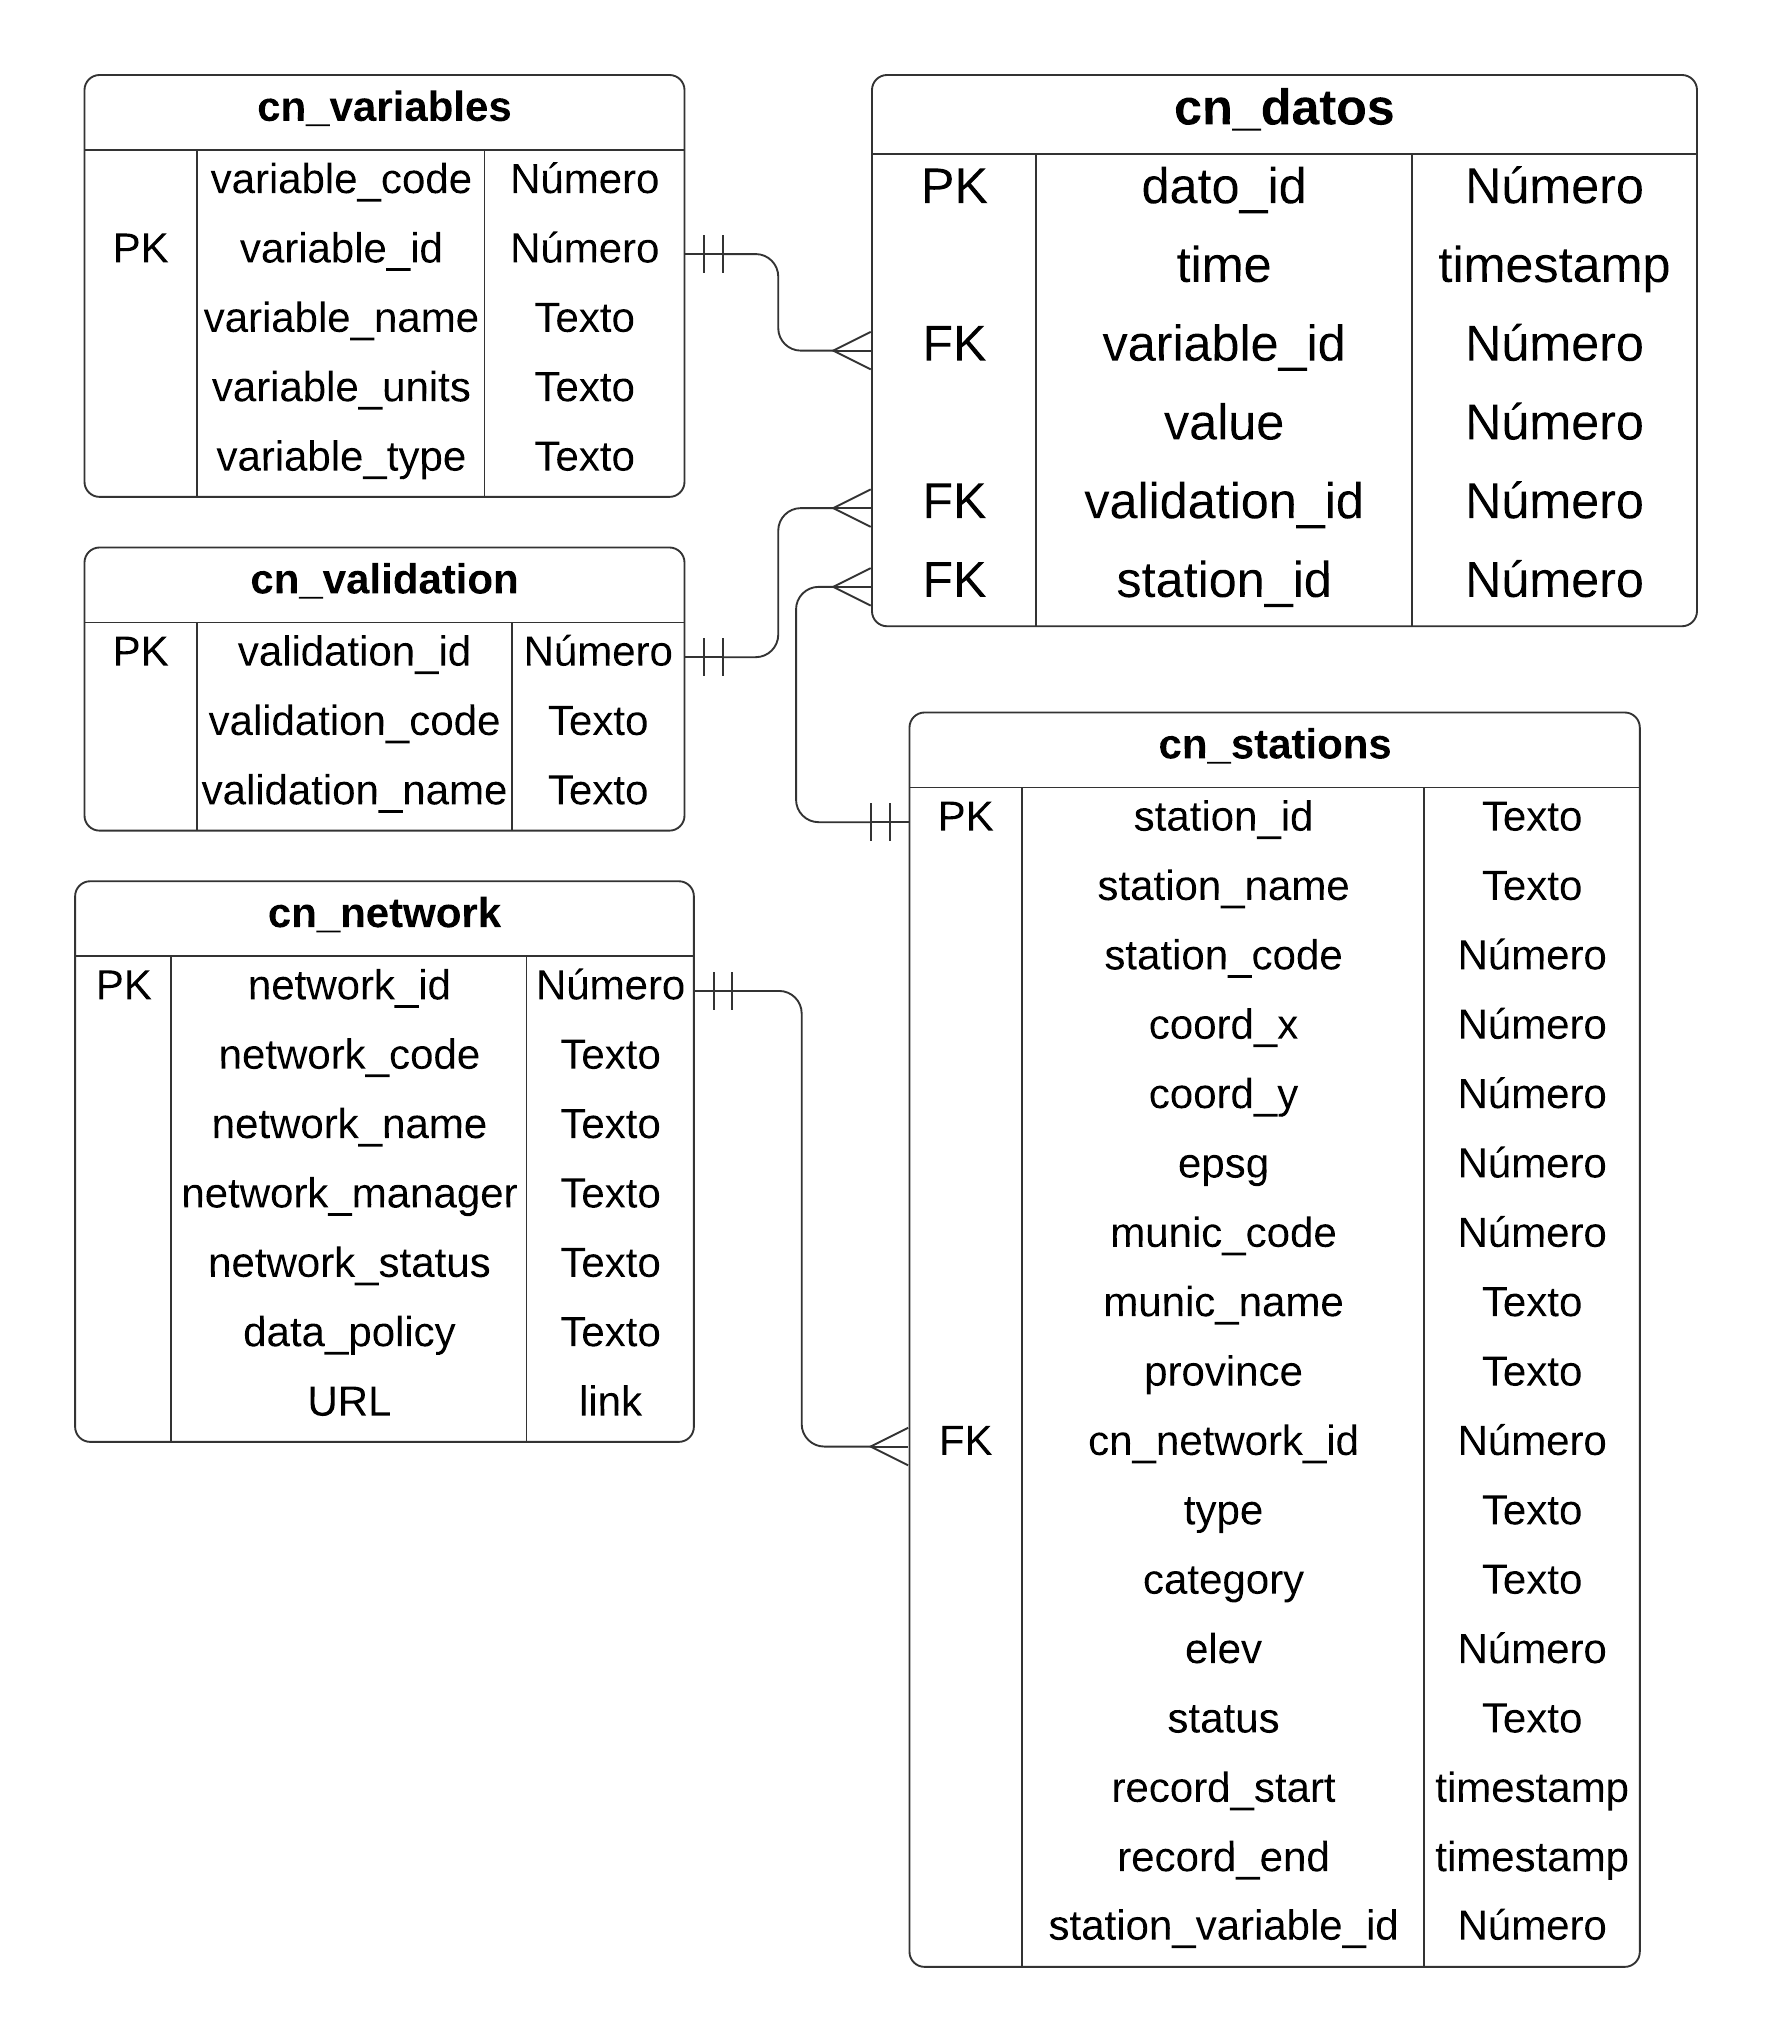 cn_variables
variable_code Número
PK variable_id Número
variable_name Texto
variable_units Texto
variable_type Texto
cn_datos
PK dato_id Número
time timestamp
FK variable_id Número
value Número
FK validation_id Número
FK station_id Número
cn_validation
PK validation_id Número
validation_code Texto
validation_name Texto
cn_network
PK network_id Número
network_code Texto
network_name Texto
network_manager Texto
network_status Texto
data_policy Texto
URL link
cn_stations
PK station_id Texto
station_name Texto
station_code Número
coord_x Número
coord_y Número
epsg Número
munic_code Número
munic_name Texto
province Texto
FK cn_network_id Número
type Texto
category Texto
elev Número
status Texto
record_start timestamp
record_end timestamp
station_variable_id Número